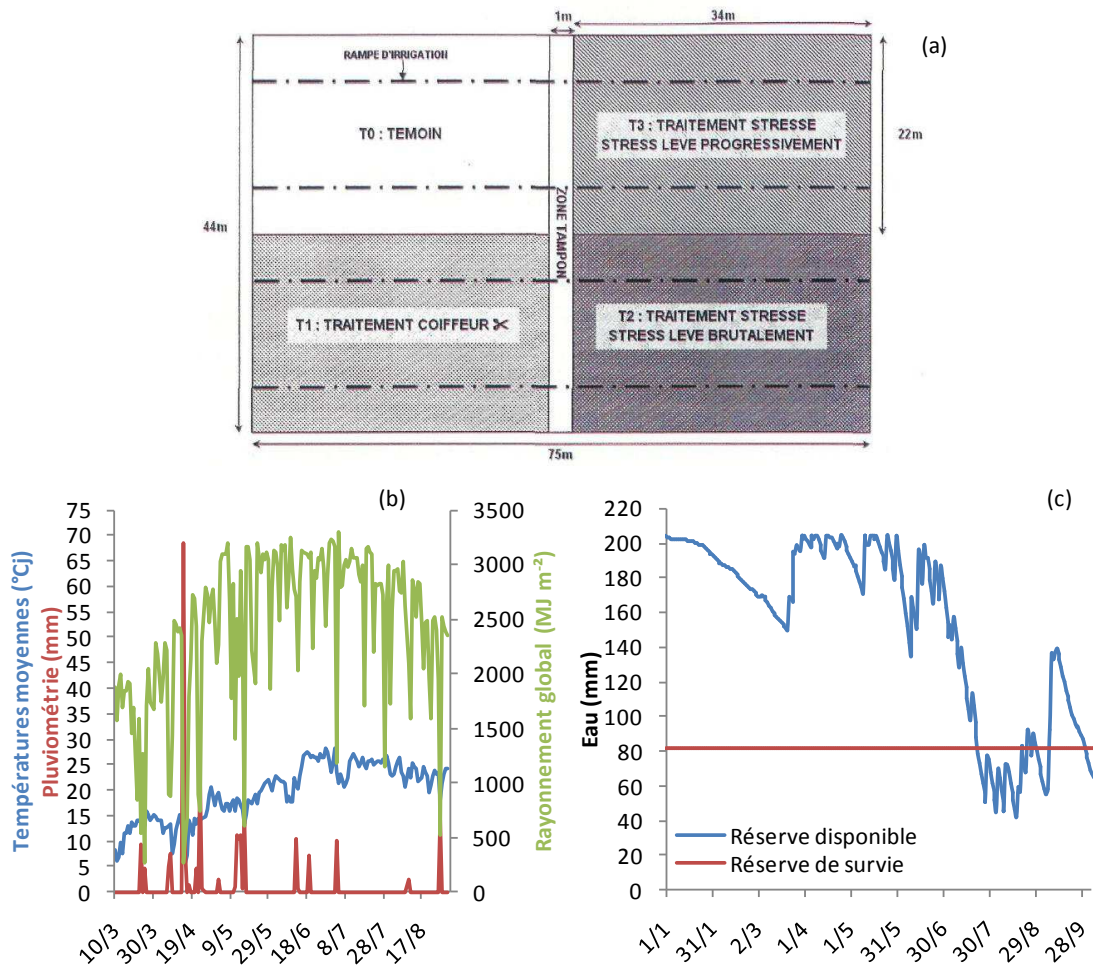 1m
34m
(a)
RAMPE D'IRRIGATION
T0 : TEMOIN
T3 : TRAITEMENT STRESSE
STRESS LEVE PROGRESSIVEMENT
22m
44m
ZONE TAMPON
T1 : TRAITEMENT COIFFEUR ✂
T2 : TRAITEMENT STRESSE
STRESS LEVE BRUTALEMENT
75m
(b)
Températures moyennes (°Cj)
Pluviométrie (mm)
75
70
65
60
55
50
45
40
35
30
25
20
15
10
5
0
3500
3000
2500
2000
1500
1000
500
0
Rayonnement global (MJ m⁻²)
10/3
30/3
19/4
9/5
29/5
18/6
8/7
28/7
17/8
(c)
Eau (mm)
220
200
180
160
140
120
100
80
60
40
20
0
Réserve disponible
Réserve de survie
1/1
31/1
2/3
1/4
1/5
31/5
30/6
30/7
29/8
28/9